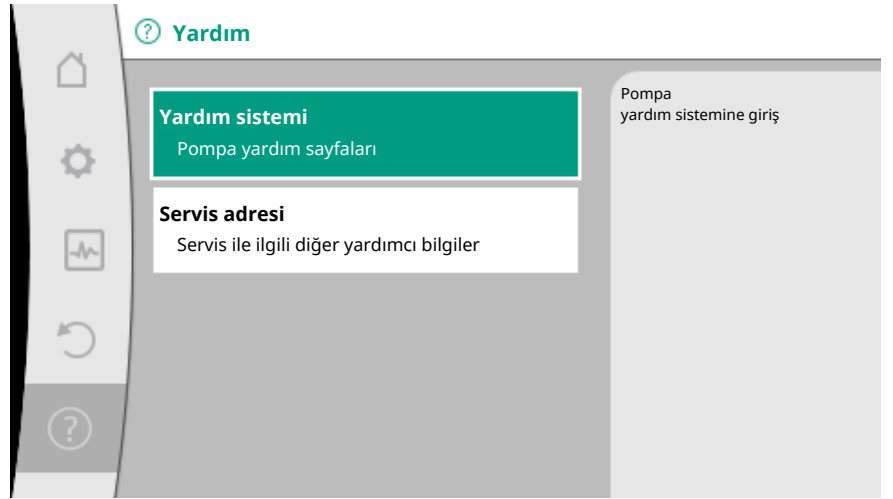 Yardım
Yardım sistemi
Pompa yardım sayfaları
Servis adresi
Servis ile ilgili diğer yardımcı bilgiler
Pompa
yardım sistemine giriş